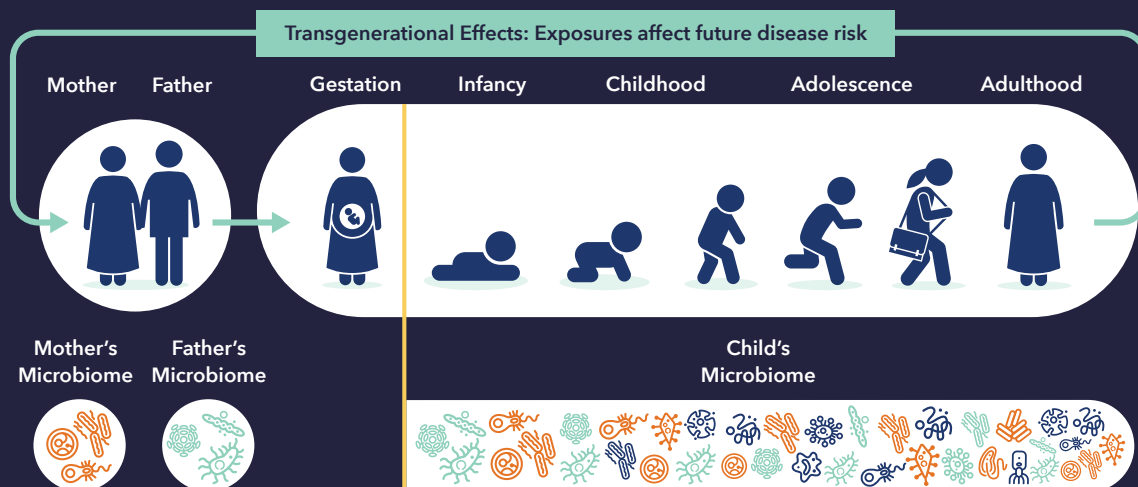 Transgenerational Effects: Exposures affect future disease risk
Mother
Father
Gestation
Infancy
Childhood
Adolescence
Adulthood
Mother's
Microbiome
Father's
Microbiome
Child's
Microbiome